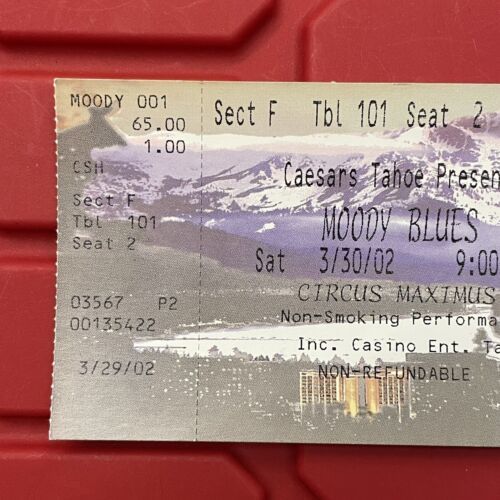 MOODY 001
65.00
1.00
CSH
Sect F
Tbl 101
Seat 2
03567 P2
00135422
3/29/02
Sect F Tbl 101 Seat 2
Caesars Tahoe Presen
MOODY BLUES
Sat 3/30/02 9:00
CIRCUS MAXIMUS
Non-Smoking Performa
Inc. Casino Ent. Ta
NON-REFUNDABLE